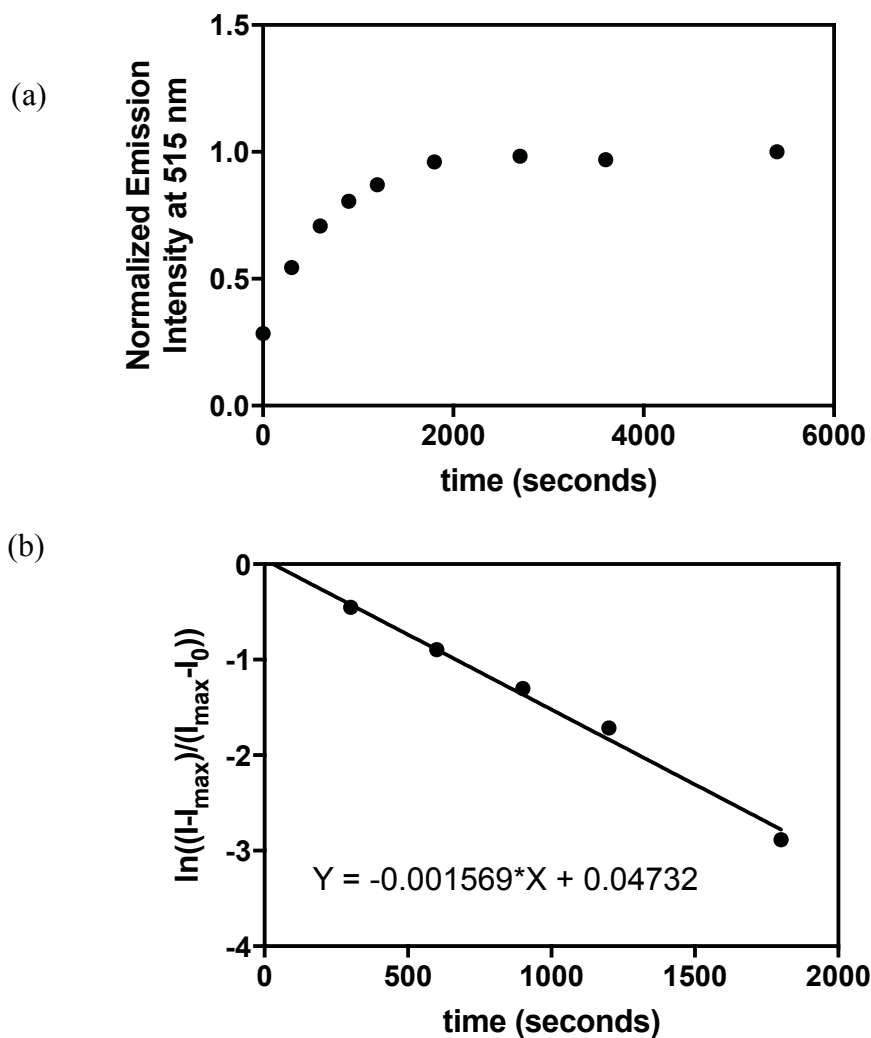 (a)
Normalized Emission
Intensity at 515 nm
1.5
1.0
0.5
0.0
0 2000 4000 6000
time (seconds)
(b)
ln((I-Imax)/(Imax-I0))
0
-1
-2
-3
-4
Y = -0.001569*X + 0.04732
0 500 1000 1500 2000
time (seconds)